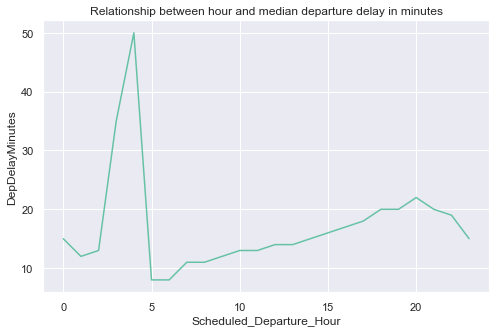 Relationship between hour and median departure delay in minutes
50
40
30
20
10
DepDelayMinutes
0 5 10 15 20
Scheduled_Departure_Hour